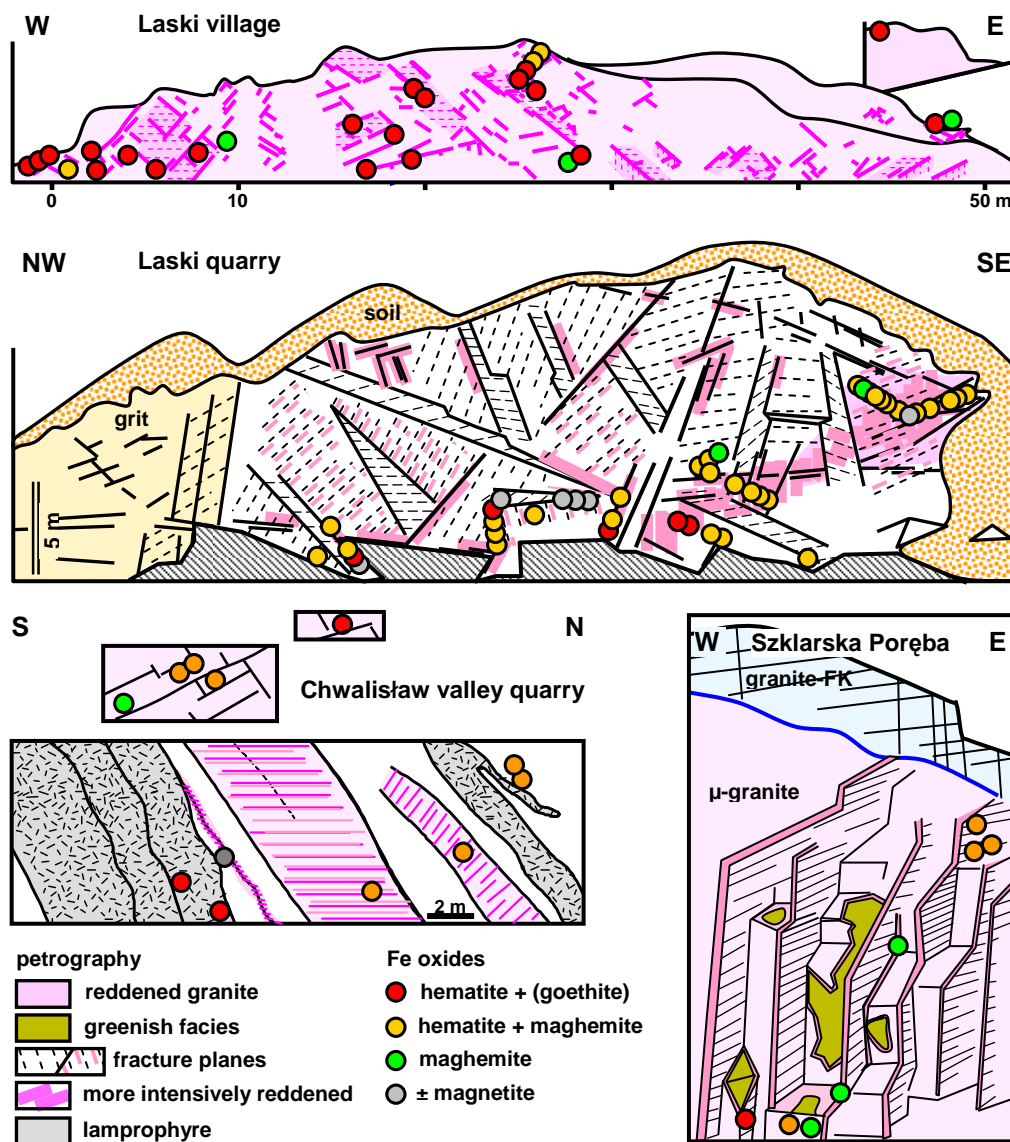 W Laski village E
0 10 50 m
NW Laski quarry SE
soil
grit
5 m
S N
Chwalisław valley quarry
2 m
W Szklarska Poręba E
granite-FK
µ-granite
petrography
reddened granite
greenish facies
fracture planes
more intensively reddened
lamprophyre
Fe oxides
hematite + (goethite)
hematite + maghemite
maghemite
± magnetite